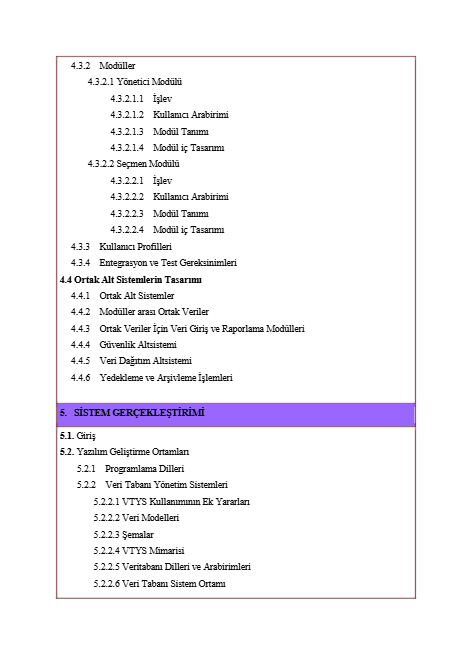 4.3.2 Modüller
4.3.2.1 Yönetici Modülü
4.3.2.1.1 İşlev
4.3.2.1.2 Kullanıcı Arabirimi
4.3.2.1.3 Modül Tanımı
4.3.2.1.4 Modül iç Tasarımı
4.3.2.2 Seçmen Modülü
4.3.2.2.1 İşlev
4.3.2.2.2 Kullanıcı Arabirimi
4.3.2.2.3 Modül Tanımı
4.3.2.2.4 Modül iç Tasarımı
4.3.3 Kullanıcı Profilleri
4.3.4 Entegrasyon ve Test Gereksinimleri
4.4 Ortak Alt Sistemlerin Tasarımı
4.4.1 Ortak Alt Sistemler
4.4.2 Modüller arası Ortak Veriler
4.4.3 Ortak Veriler İçin Veri Giriş ve Raporlama Modülleri
4.4.4 Güvenlik Altsistemi
4.4.5 Veri Dağıtım Altsistemi
4.4.6 Yedekleme ve Arşivleme İşlemleri
5. SİSTEM GERÇEKLEŞTİRİMİ
5.1. Giriş
5.2. Yazılım Geliştirme Ortamları
5.2.1 Programlama Dilleri
5.2.2 Veri Tabanı Yönetim Sistemleri
5.2.2.1 VTYS Kullanımının Ek Yararları
5.2.2.2 Veri Modelleri
5.2.2.3 Şemalar
5.2.2.4 VTYS Mimarisi
5.2.2.5 Veritabanı Dilleri ve Arabirimleri
5.2.2.6 Veri Tabanı Sistem Ortamı